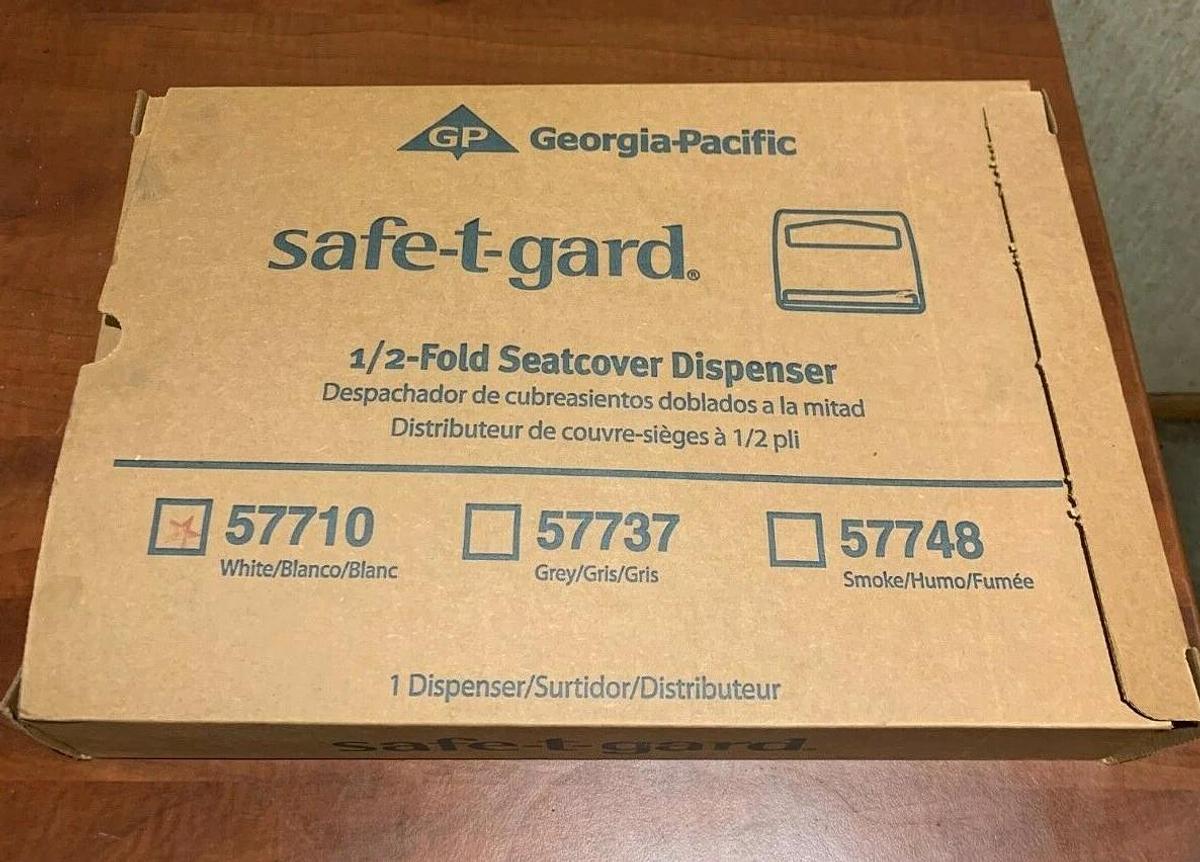 GP Georgia-Pacific
safe-t-gard®
1/2-Fold Seatcover Dispenser
Despachador de cubreasientos doblados a la mitad
Distributeur de couvre-sièges à 1/2 pli
57710 57737 57748
White/Blanco/Blanc Grey/Gris/Gris Smoke/Humo/Fumée
1 Dispenser/Surtidor/Distributeur
safe-t-gard